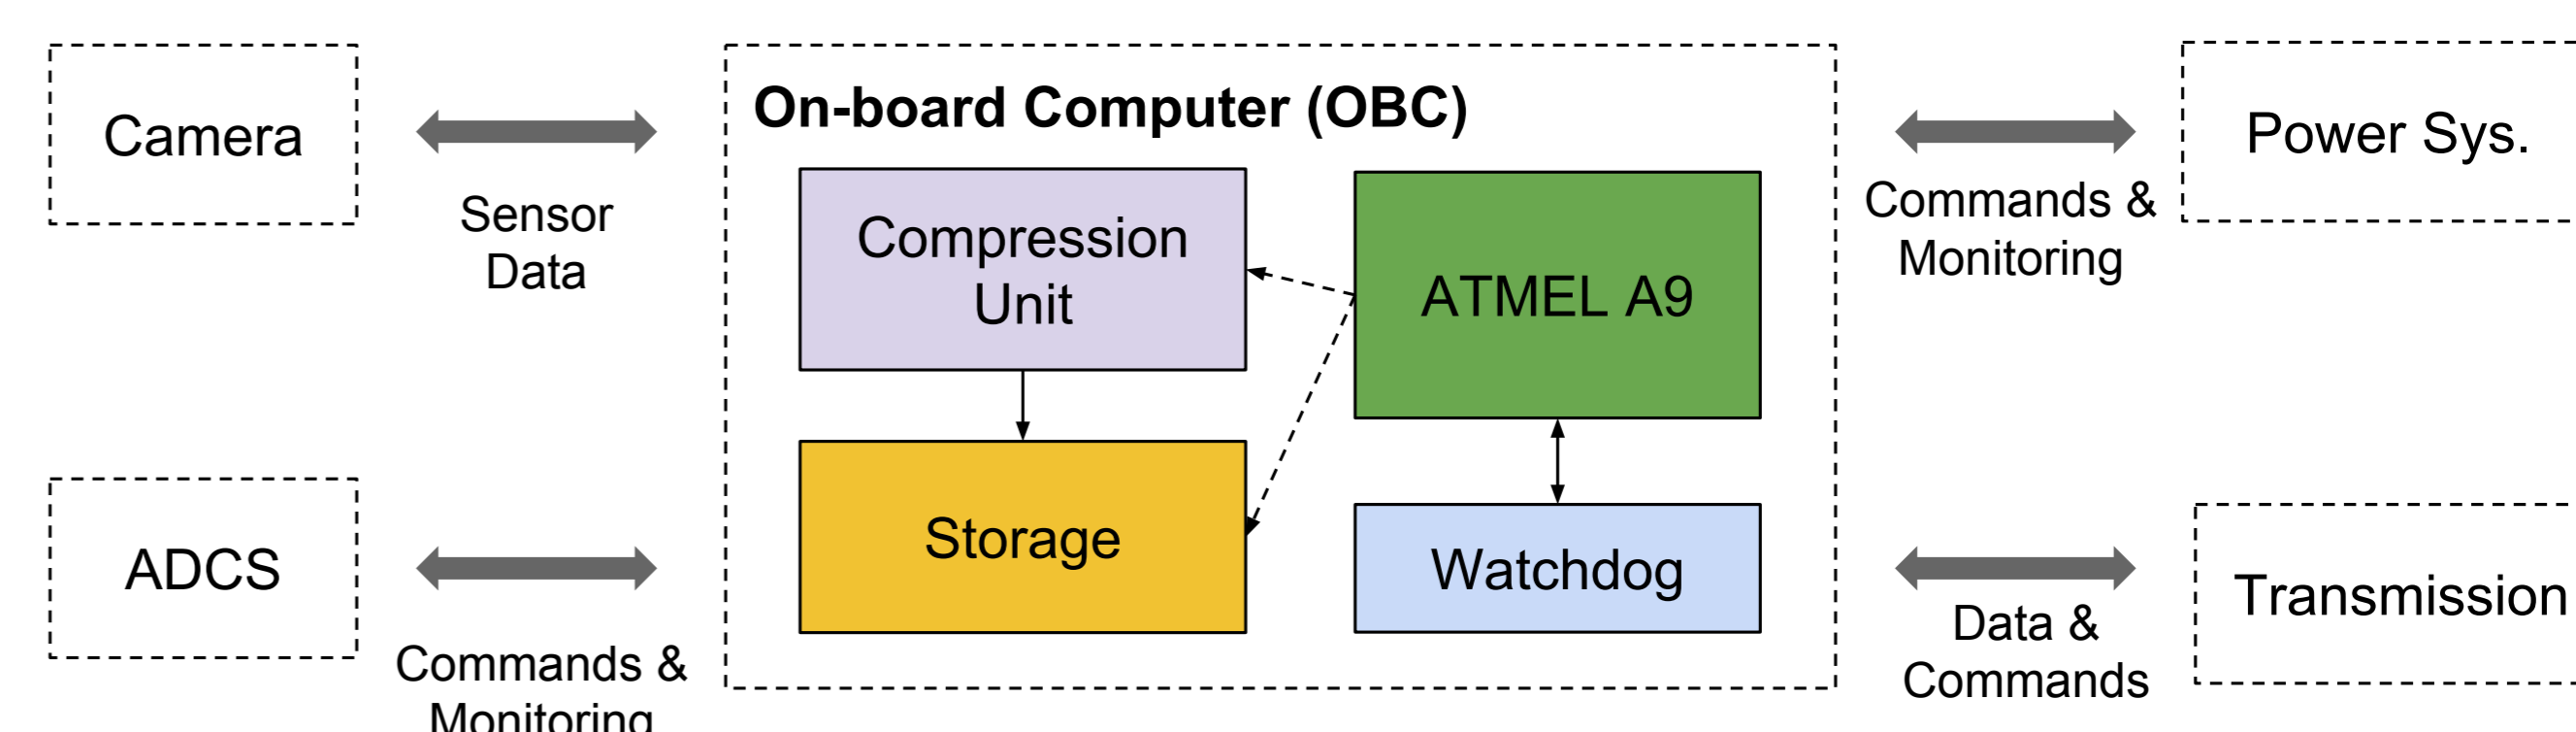 Camera
Sensor
Data
ADCS
Commands &
Monitoring
On-board Computer (OBC)
Compression
Unit
ATMEL A9
Storage
Watchdog
Commands &
Monitoring
Power Sys.
Data &
Commands
Transmission